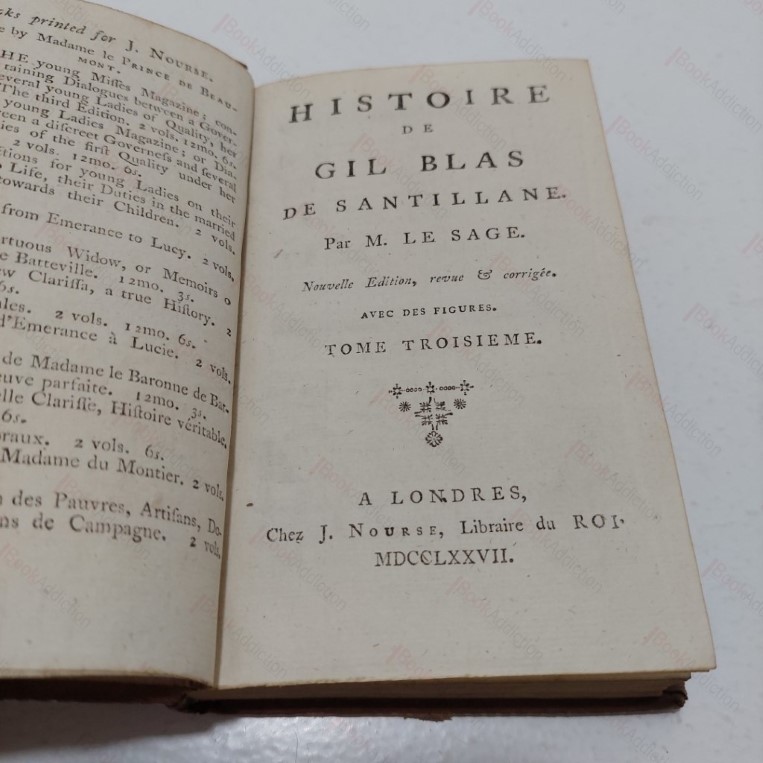 ks printed for J. NOURSE.
e by Madame le PRINCE DE BEAU-
MONT.
HE young Misses Magazine; con-
taining Dialogues between a Gover-
everal young Ladies of Quality, her
The third Edition. 2 vols. 12mo. 6s.
young Ladies Magazine; or Dia-
een a discreet Governess and several
ies of the first Quality under her
2 vols. 12mo. 6s.
tions for young Ladies on their
o Life, their Duties in the married
towards their Children. 2 vols.
from Emerance to Lucy. 2 vols.
rtuous Widow, or Memoirs o
e Batteville. 12mo. 3s.
ew Clarissa, a true History. 2
6s.
ales. 2 vols. 12mo. 6s.
d'Emerance à Lucie. 2 vols.
de Madame le Baronne de Bat-
euve parfaite. 12mo. 3s.
elle Clarisse, Histoire véritable.
6s.
oraux. 2 vols. 6s.
Madame du Montier. 2 vols.
n des Pauvres, Artisans, Do-
ns de Campagne. 2 vols.
HISTOIRE
DE
GIL BLAS
DE SANTILLANE.
Par M. LE SAGE.
Nouvelle Edition, revue & corrigée.
AVEC DES FIGURES.
TOME TROISIEME.
A LONDRES,
Chez J. NOURSE, Libraire du ROI.
MDCCLXXVII.
BookAddiction